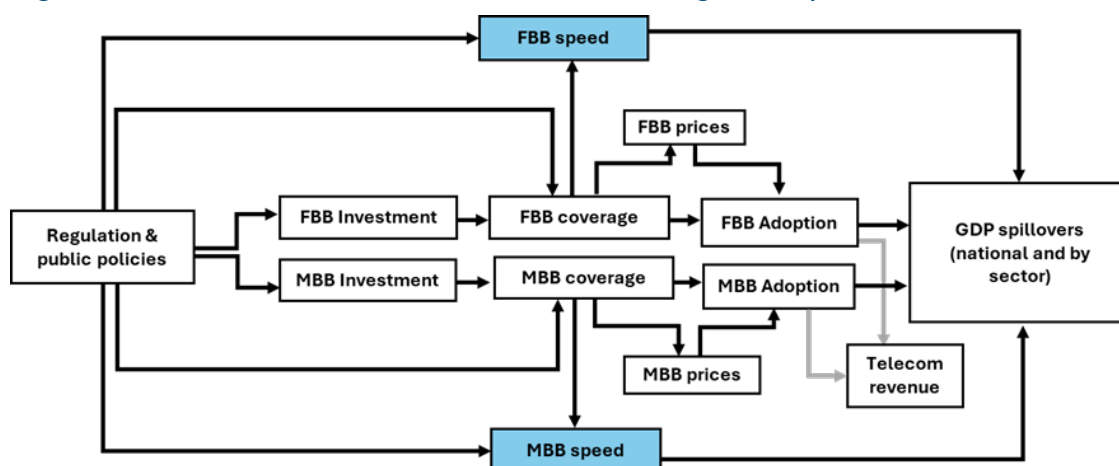 FBB speed
FBB prices
FBB Investment
FBB coverage
FBB Adoption
Regulation &
public policies
GDP spillovers
(national and by
sector)
MBB Investment
MBB coverage
MBB Adoption
MBB prices
Telecom
revenue
MBB speed